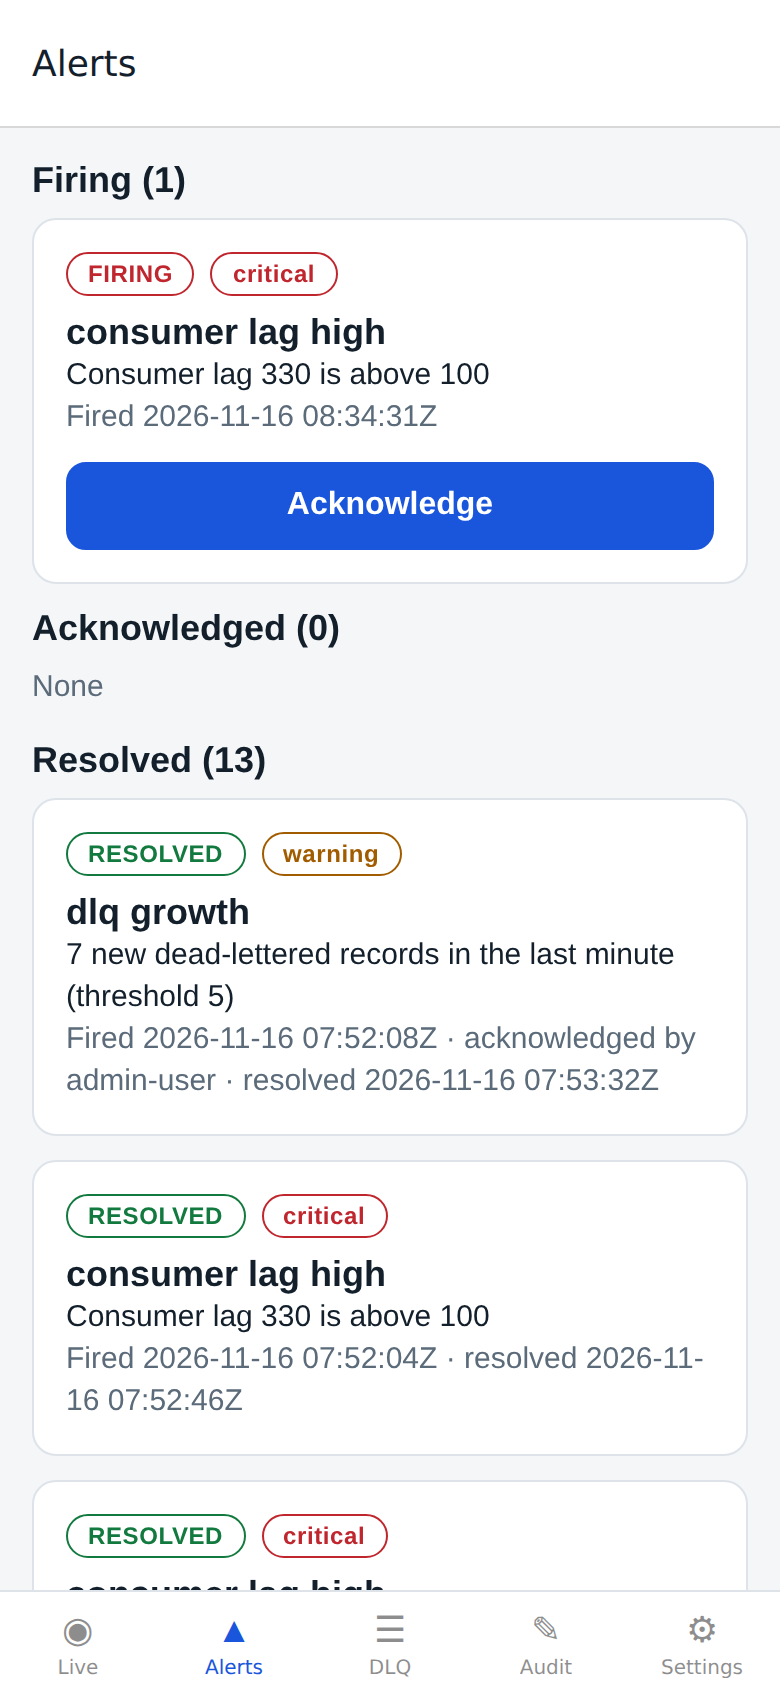 Alerts
Firing (1)
FIRING critical
consumer lag high
Consumer lag 330 is above 100
Fired 2026-11-16 08:34:31Z
Acknowledge
Acknowledged (0)
None
Resolved (13)
RESOLVED warning
dlq growth
7 new dead-lettered records in the last minute
(threshold 5)
Fired 2026-11-16 07:52:08Z · acknowledged by
admin-user · resolved 2026-11-16 07:53:32Z
RESOLVED critical
consumer lag high
Consumer lag 330 is above 100
Fired 2026-11-16 07:52:04Z · resolved 2026-11-
16 07:52:46Z
RESOLVED critical
consumer lag high
Live Alerts DLQ Audit Settings